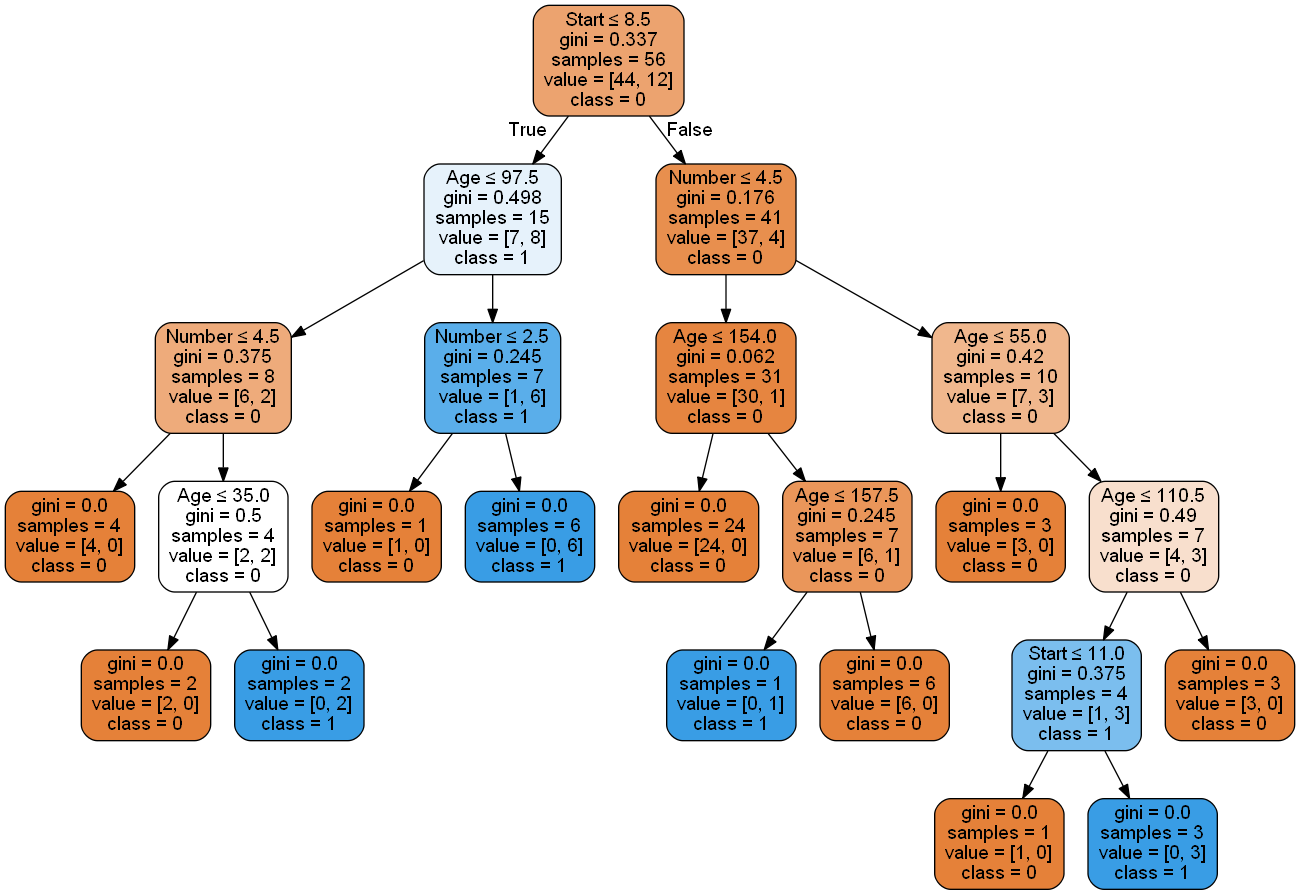 Start ≤ 8.5
gini = 0.337
samples = 56
value = [44, 12]
class = 0
True
False
Age ≤ 97.5
gini = 0.498
samples = 15
value = [7, 8]
class = 1
Number ≤ 4.5
gini = 0.176
samples = 41
value = [37, 4]
class = 0
Number ≤ 4.5
gini = 0.375
samples = 8
value = [6, 2]
class = 0
Number ≤ 2.5
gini = 0.245
samples = 7
value = [1, 6]
class = 1
Age ≤ 154.0
gini = 0.062
samples = 31
value = [30, 1]
class = 0
Age ≤ 55.0
gini = 0.42
samples = 10
value = [7, 3]
class = 0
gini = 0.0
samples = 4
value = [4, 0]
class = 0
Age ≤ 35.0
gini = 0.5
samples = 4
value = [2, 2]
class = 0
gini = 0.0
samples = 1
value = [1, 0]
class = 0
gini = 0.0
samples = 6
value = [0, 6]
class = 1
gini = 0.0
samples = 24
value = [24, 0]
class = 0
Age ≤ 157.5
gini = 0.245
samples = 7
value = [6, 1]
class = 0
gini = 0.0
samples = 3
value = [3, 0]
class = 0
Age ≤ 110.5
gini = 0.49
samples = 7
value = [4, 3]
class = 0
gini = 0.0
samples = 2
value = [2, 0]
class = 0
gini = 0.0
samples = 2
value = [0, 2]
class = 1
gini = 0.0
samples = 1
value = [0, 1]
class = 1
gini = 0.0
samples = 6
value = [6, 0]
class = 0
Start ≤ 11.0
gini = 0.375
samples = 4
value = [1, 3]
class = 1
gini = 0.0
samples = 3
value = [3, 0]
class = 0
gini = 0.0
samples = 1
value = [1, 0]
class = 0
gini = 0.0
samples = 3
value = [0, 3]
class = 1